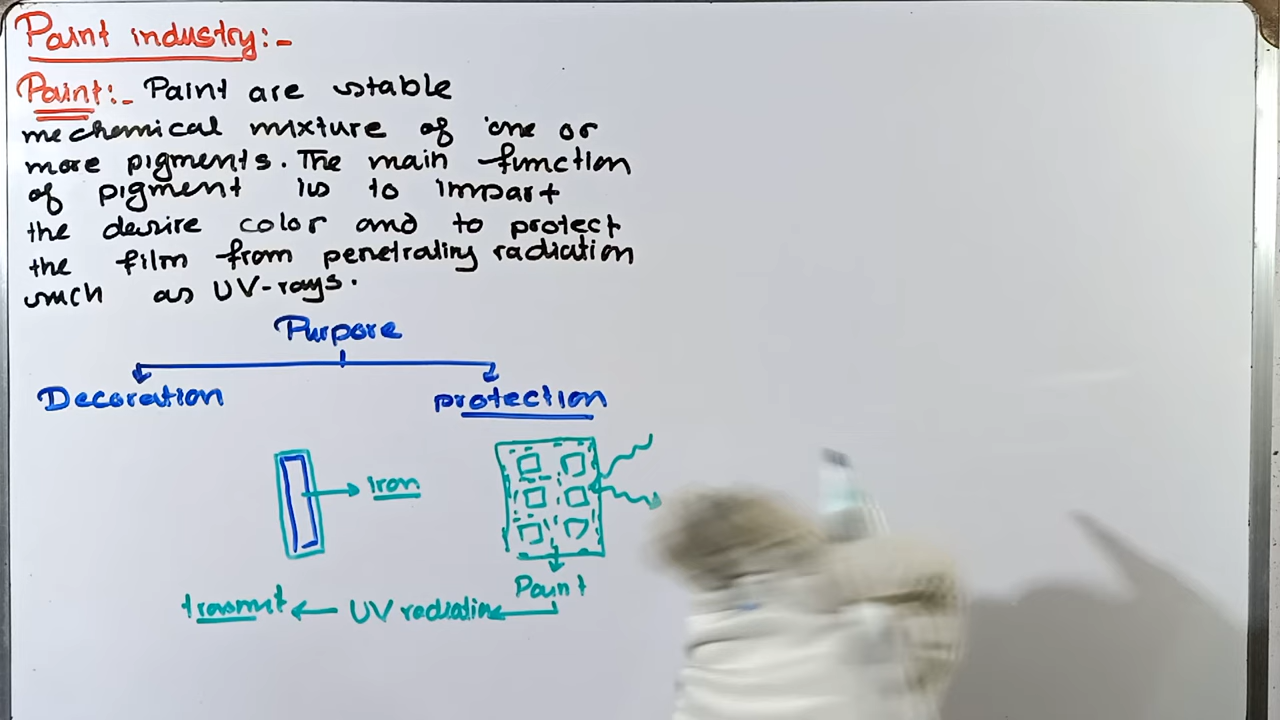 Paint industry:-
Paint:- Paint are stable
mechamical mixture of one or
more pigments. The main function
of pigment is to impart
the desire color and to protect
the film from penetrating radiation
such as UV-rays.
Purpose
Decoration protection
iron
Paint
transmit ← UV radiation